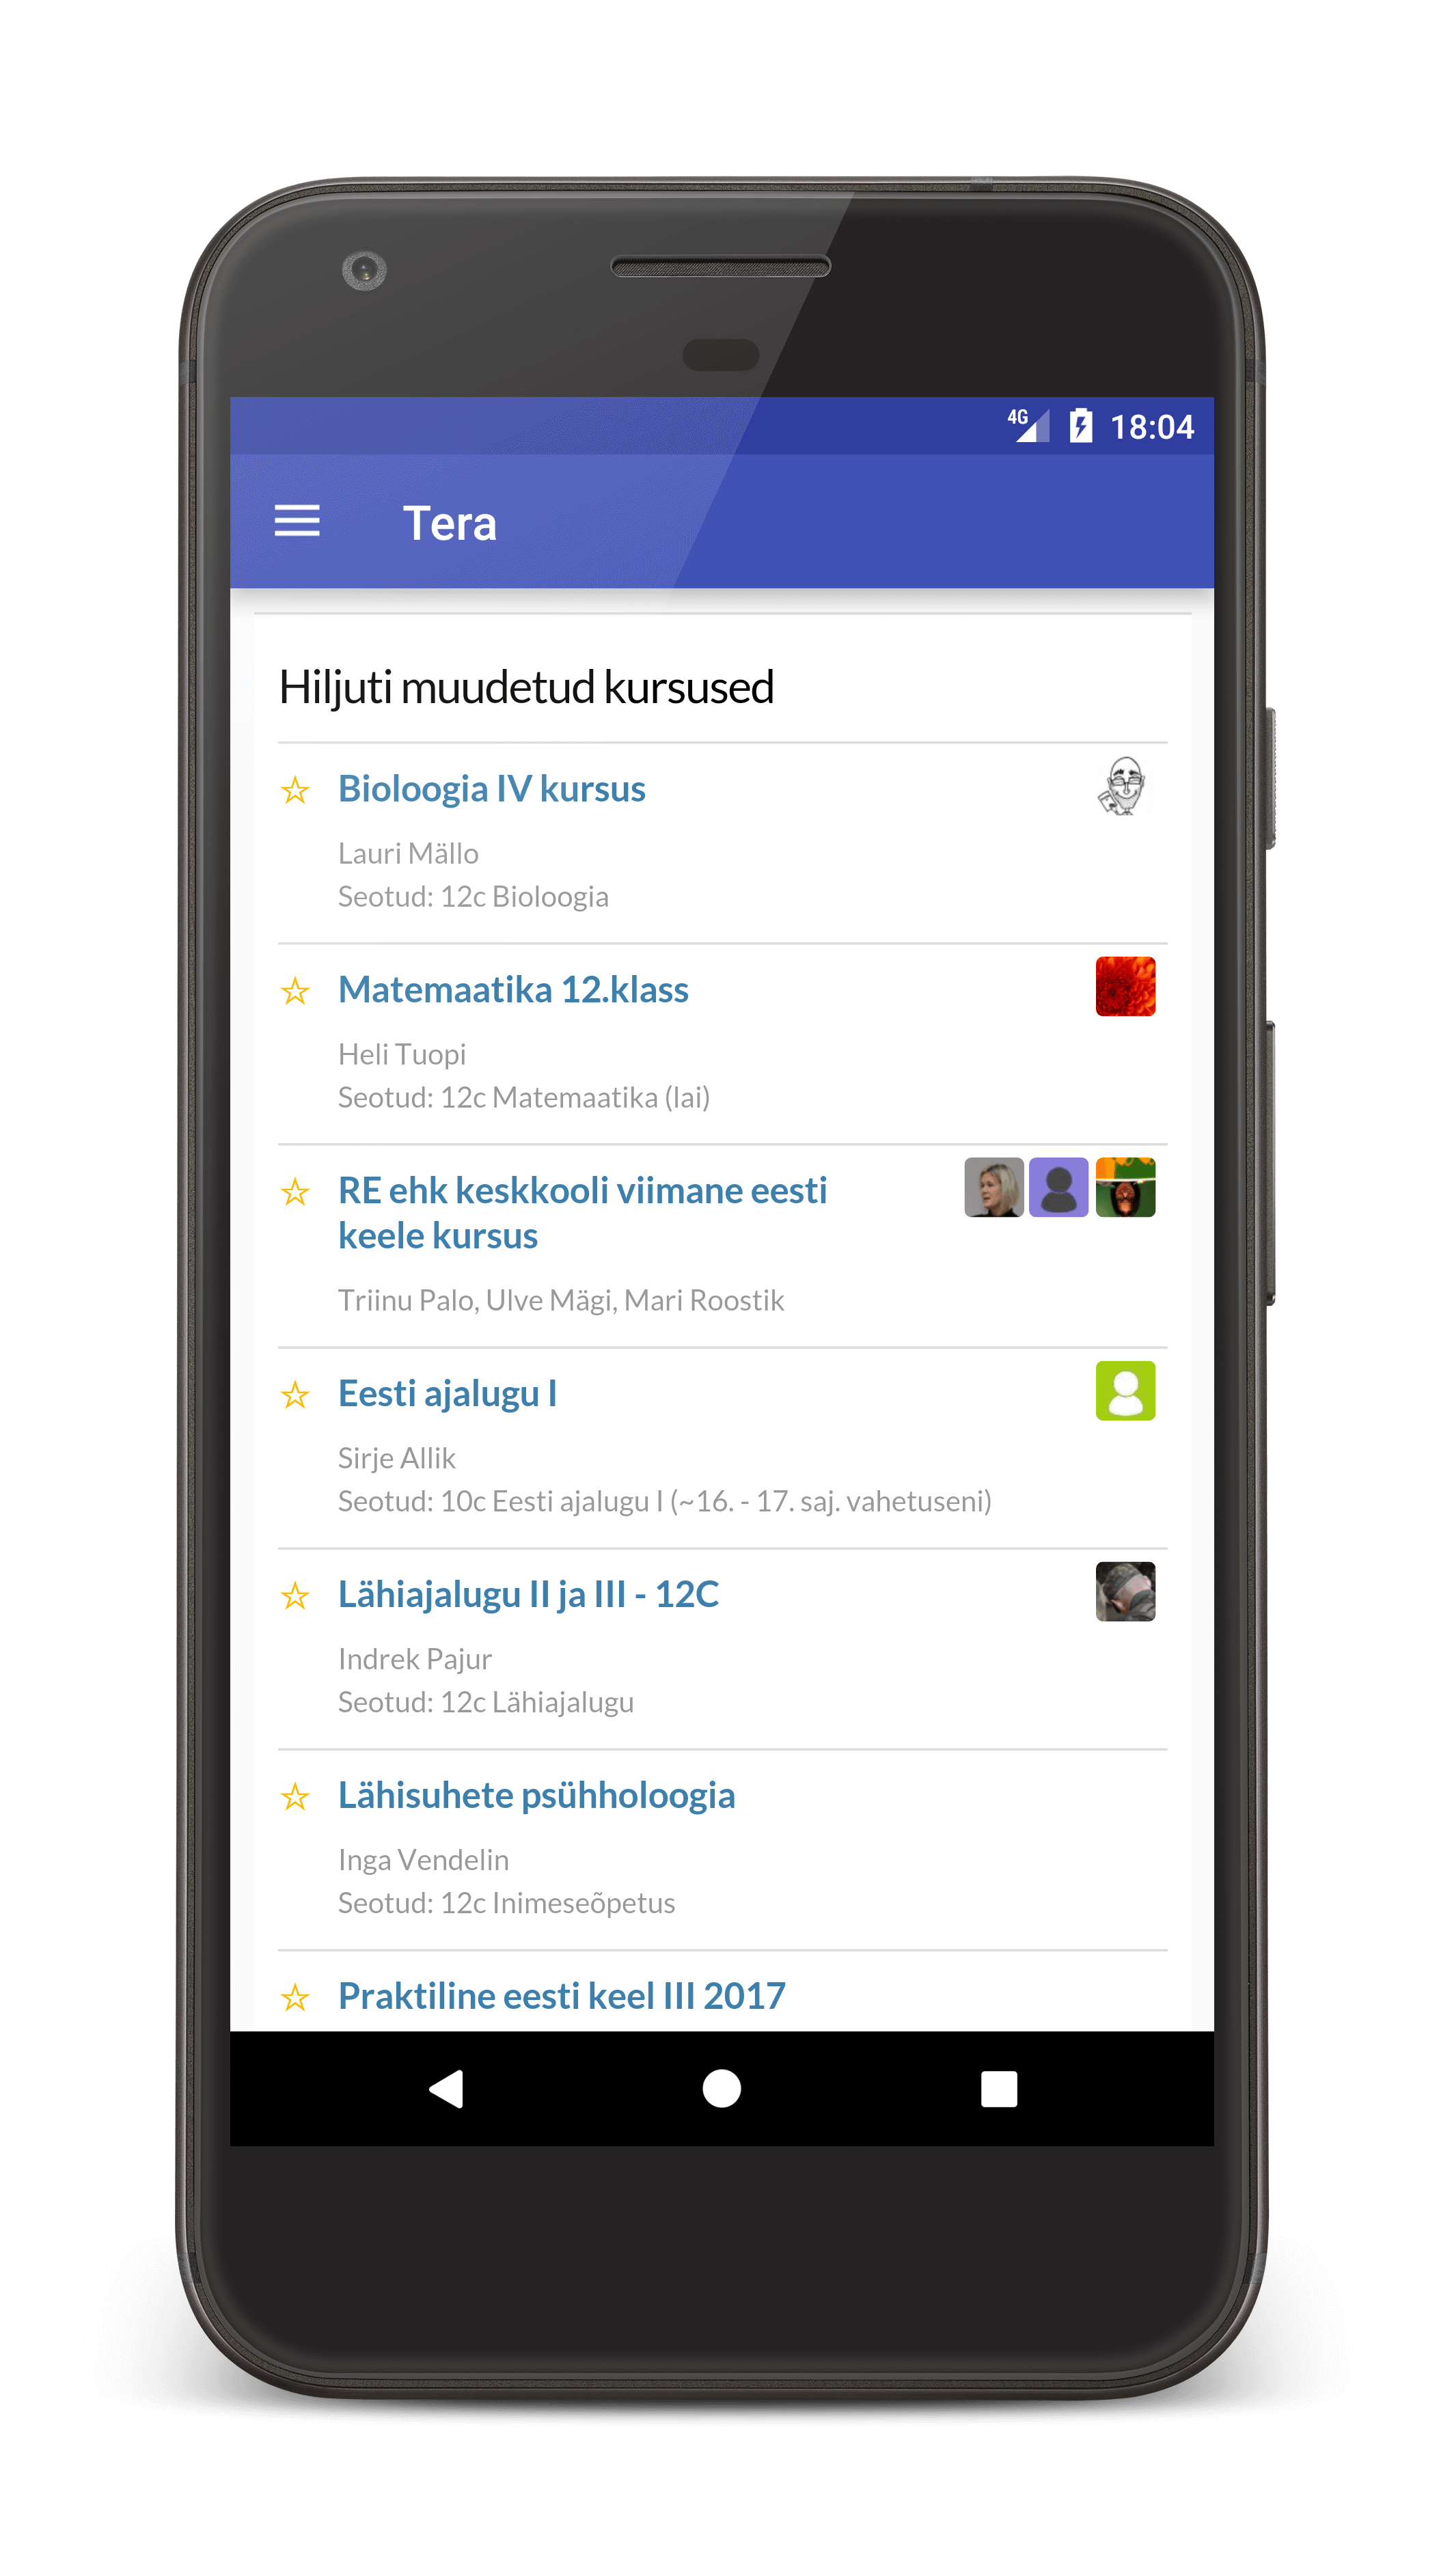 4G 18:04
Tera
Hiljuti muudetud kursused
Bioloogia IV kursus
Lauri Mällo
Seotud: 12c Bioloogia
Matemaatika 12.klass
Heli Tuopi
Seotud: 12c Matemaatika (lai)
RE ehk keskkooli viimane eesti
keele kursus
Triinu Palo, Ulve Mägi, Mari Roostik
Eesti ajalugu I
Sirje Allik
Seotud: 10c Eesti ajalugu I (~16. - 17. saj. vahetuseni)
Lähiajalugu II ja III - 12C
Indrek Pajur
Seotud: 12c Lähiajalugu
Lähisuhete psühholoogia
Inga Vendelin
Seotud: 12c Inimeseõpetus
Praktiline eesti keel III 2017